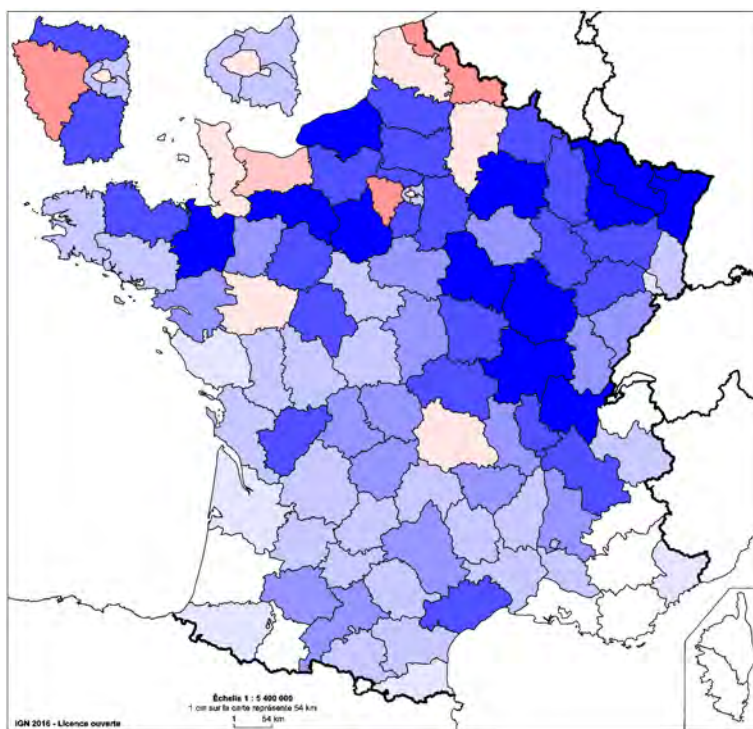 Échelle 1 : 5 400 000
1 cm sur la carte représente 54 km
1 54 km
IGN 2016 - Licence ouverte